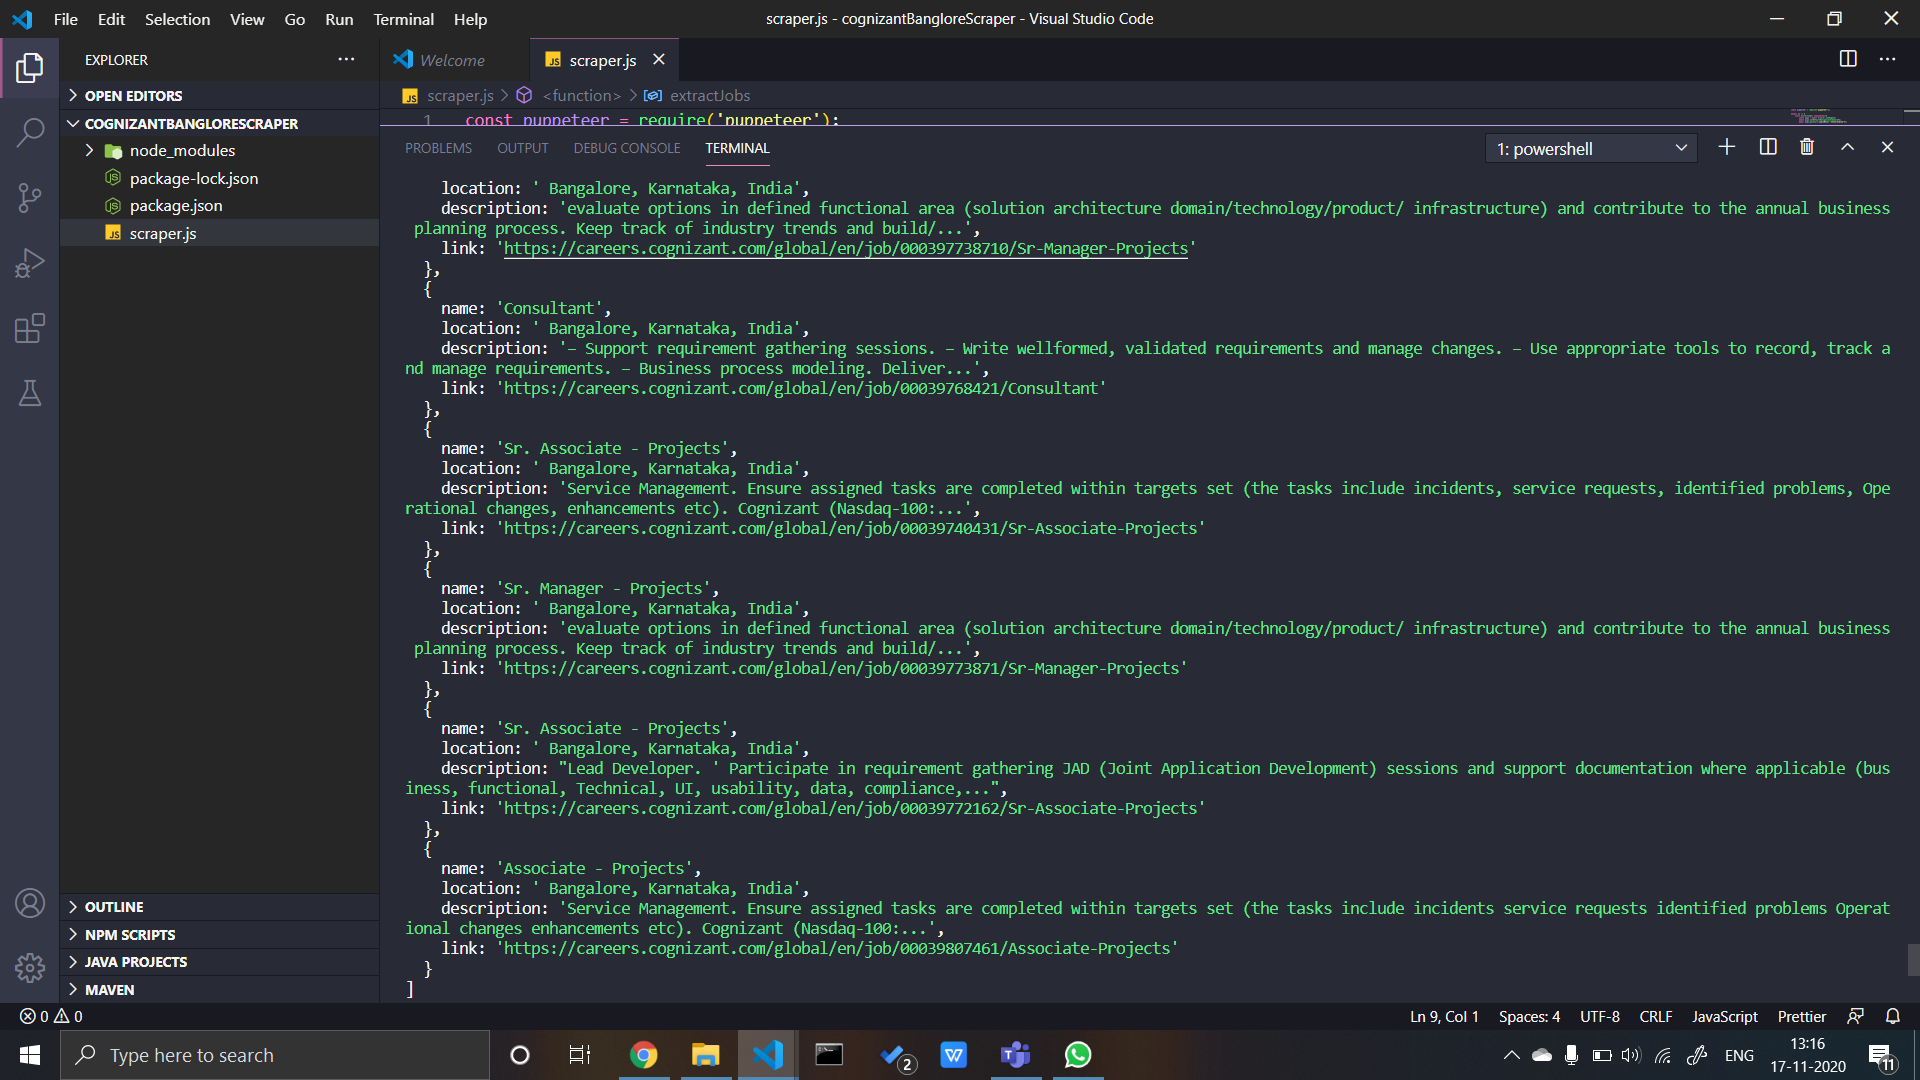 File Edit Selection View Go Run Terminal Help
scraper.js - cognizantBangloreScraper - Visual Studio Code
EXPLORER
Welcome
JS scraper.js
OPEN EDITORS
JS scraper.js > <function> > extractJobs
COGNIZANTBANGLORESCRAPER
1 const puppeteer = require('puppeteer');
node_modules
package-lock.json
package.json
JS scraper.js
PROBLEMS OUTPUT DEBUG CONSOLE TERMINAL
1: powershell
location: ' Bangalore, Karnataka, India',
description: 'evaluate options in defined functional area (solution architecture domain/technology/product/ infrastructure) and contribute to the annual business
planning process. Keep track of industry trends and build/...',
link: 'https://careers.cognizant.com/global/en/job/000397738710/Sr-Manager-Projects'
},
{
name: 'Consultant',
location: ' Bangalore, Karnataka, India',
description: '– Support requirement gathering sessions. – Write wellformed, validated requirements and manage changes. – Use appropriate tools to record, track a
nd manage requirements. – Business process modeling. Deliver...',
link: 'https://careers.cognizant.com/global/en/job/00039768421/Consultant'
},
{
name: 'Sr. Associate - Projects',
location: ' Bangalore, Karnataka, India',
description: 'Service Management. Ensure assigned tasks are completed within targets set (the tasks include incidents, service requests, identified problems, Ope
rational changes, enhancements etc). Cognizant (Nasdaq-100:...',
link: 'https://careers.cognizant.com/global/en/job/00039740431/Sr-Associate-Projects'
},
{
name: 'Sr. Manager - Projects',
location: ' Bangalore, Karnataka, India',
description: 'evaluate options in defined functional area (solution architecture domain/technology/product/ infrastructure) and contribute to the annual business
planning process. Keep track of industry trends and build/...',
link: 'https://careers.cognizant.com/global/en/job/00039773871/Sr-Manager-Projects'
},
{
name: 'Sr. Associate - Projects',
location: ' Bangalore, Karnataka, India',
description: "Lead Developer. ' Participate in requirement gathering JAD (Joint Application Development) sessions and support documentation where applicable (bus
iness, functional, Technical, UI, usability, data, compliance,...",
link: 'https://careers.cognizant.com/global/en/job/00039772162/Sr-Associate-Projects'
},
{
name: 'Associate - Projects',
location: ' Bangalore, Karnataka, India',
description: 'Service Management. Ensure assigned tasks are completed within targets set (the tasks include incidents service requests identified problems Operat
ional changes enhancements etc). Cognizant (Nasdaq-100:...',
link: 'https://careers.cognizant.com/global/en/job/00039807461/Associate-Projects'
}
]
OUTLINE
NPM SCRIPTS
JAVA PROJECTS
MAVEN
0 0
Ln 9, Col 1 Spaces: 4 UTF-8 CRLF JavaScript Prettier
Type here to search
2
W
T
ENG
13:16
17-11-2020
11